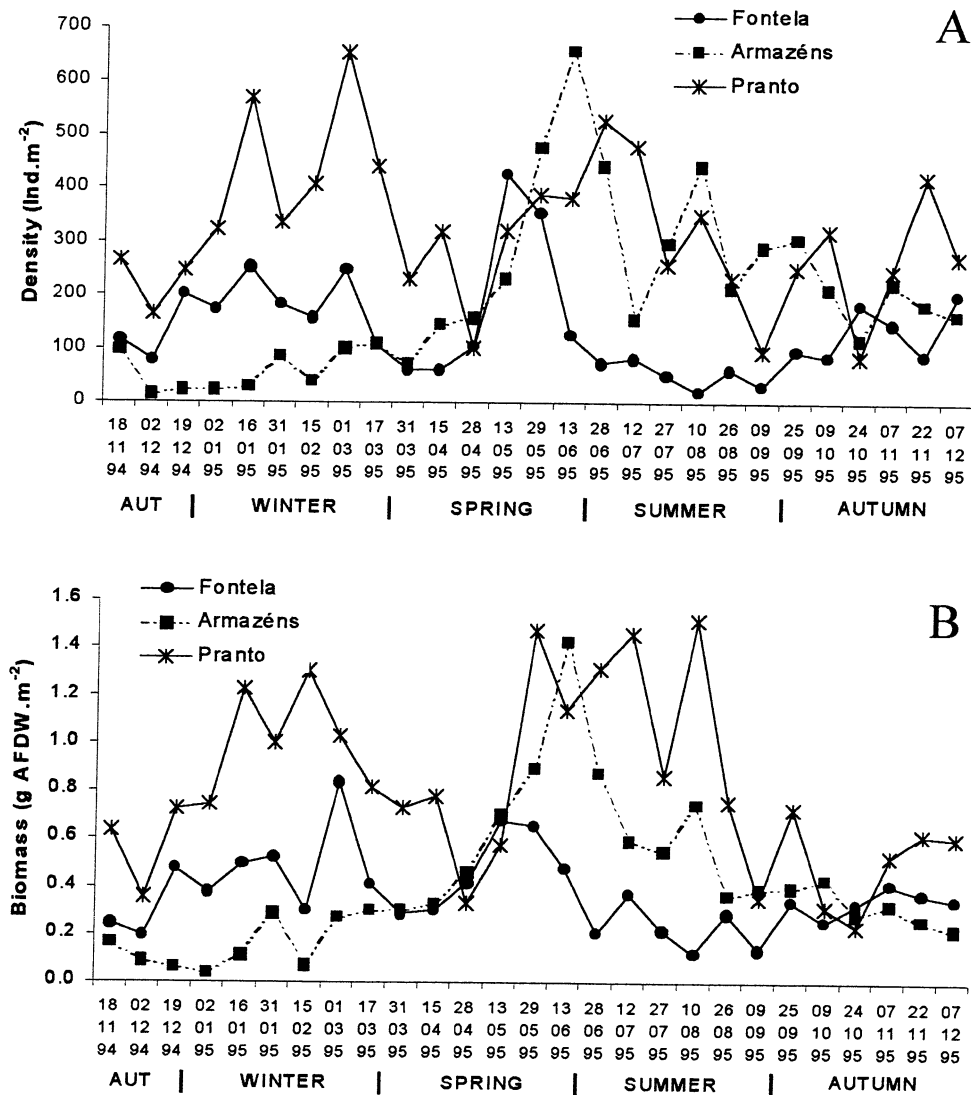 A
Fontela
Armazéns
Pranto
Density (Ind.m-2)
700
600
500
400
300
200
100
0
18 02 19 02 16 31 15 01 17 31 15 28 13 29 13 28 12 27 10 26 09 25 09 24 07 22 07
11 12 12 01 01 01 02 03 03 03 04 04 05 05 06 06 07 07 08 08 09 09 10 10 11 11 12
94 94 94 95 95 95 95 95 95 95 95 95 95 95 95 95 95 95 95 95 95 95 95 95 95 95 95
AUT | WINTER | SPRING | SUMMER | AUTUMN
B
Fontela
Armazéns
Pranto
Biomass (g AFDW.m-2)
1.6
1.4
1.2
1.0
0.8
0.6
0.4
0.2
0.0
18 02 19 02 16 31 15 01 17 31 15 28 13 29 13 28 12 27 10 26 09 25 09 24 07 22 07
11 12 12 01 01 01 02 03 03 03 04 04 05 05 06 06 07 07 08 08 09 09 10 10 11 11 12
94 94 94 95 95 95 95 95 95 95 95 95 95 95 95 95 95 95 95 95 95 95 95 95 95 95 95
AUT | WINTER | SPRING | SUMMER | AUTUMN